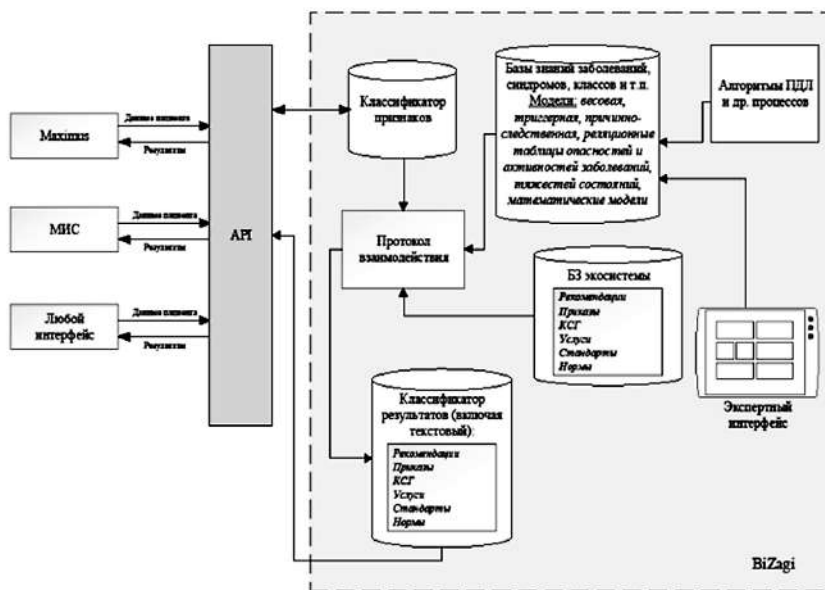 Maximus
Данные пациента
Результаты
МИС
Данные пациента
Результаты
Любой
интерфейс
Данные пациента
Результаты
API
Классификатор
признаков
Базы знаний заболеваний,
синдромов, классов и т.п.
Модели: весовая,
триггерная, причинно-
следственная, реляционные
таблицы опасностей и
активностей заболеваний,
тяжестей состояний,
математические модели
Алгоритмы ПДЛ
и др. процессов
Протокол
взаимодействия
БЗ экосистемы
Рекомендации
Приказы
КСГ
Услуги
Стандарты
Нормы
Экспертный
интерфейс
Классификатор
результатов (включая
текстовый):
Рекомендации
Приказы
КСГ
Услуги
Стандарты
Нормы
BiZagi